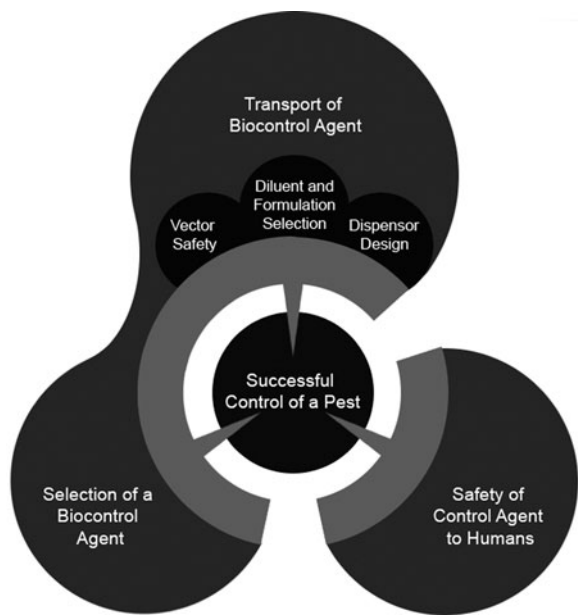 Transport of
Biocontrol Agent
Diluent and
Formulation
Selection
Vector
Safety
Dispensor
Design
Successful
Control of a Pest
Selection of a
Biocontrol
Agent
Safety of
Control Agent
to Humans